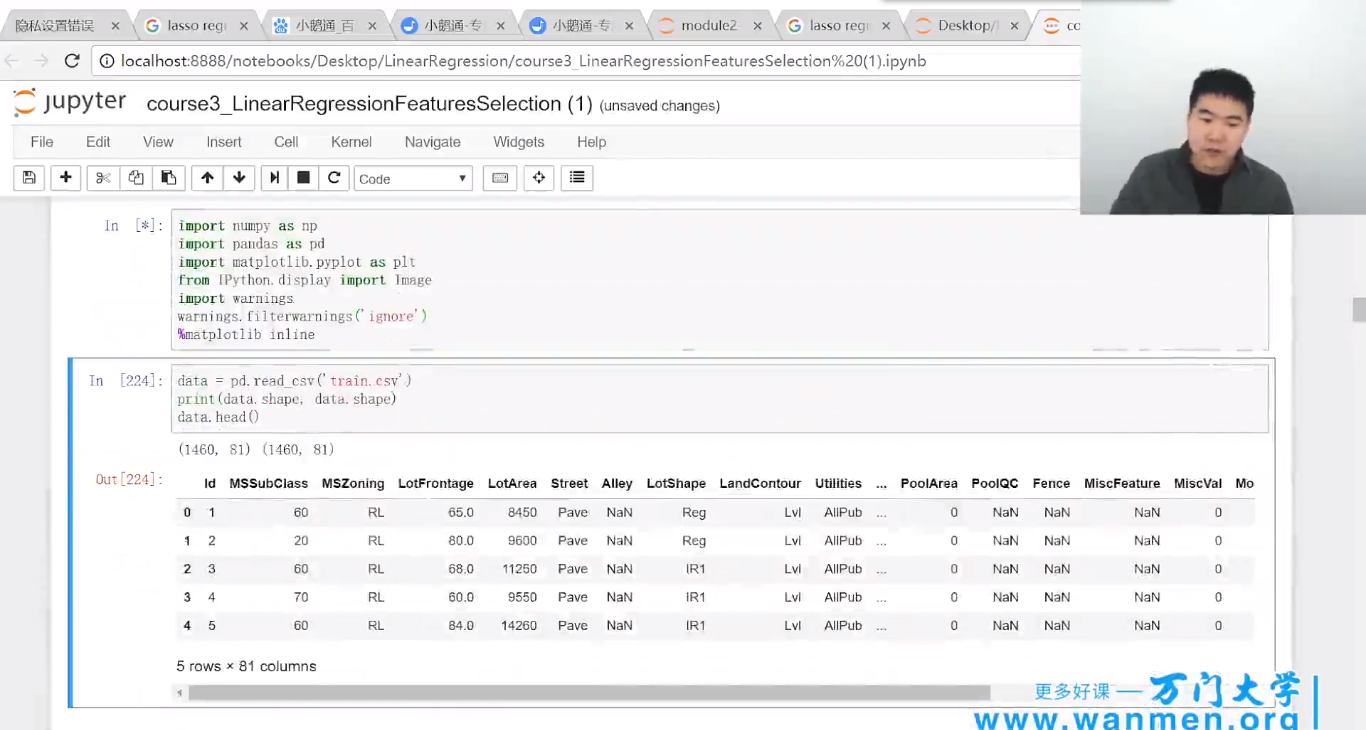 隐私设置错误 lasso reg 小鹅通_百 小鹅通-专 小鹅通-专 module2 lasso reg Desktop/ co
localhost:8888/notebooks/Desktop/LinearRegression/course3_LinearRegressionFeaturesSelection%20(1).ipynb
jupyter course3_LinearRegressionFeaturesSelection (1) (unsaved changes)
File Edit View Insert Cell Kernel Navigate Widgets Help
Code
In [*]: import numpy as np
import pandas as pd
import matplotlib.pyplot as plt
from IPython.display import Image
import warnings
warnings.filterwarnings('ignore')
%matplotlib inline
In [224]: data = pd.read_csv('train.csv')
print(data.shape, data.shape)
data.head()
(1460, 81) (1460, 81)
Out[224]:
Id MSSubClass MSZoning LotFrontage LotArea Street Alley LotShape LandContour Utilities ... PoolArea PoolQC Fence MiscFeature MiscVal Mo
0 1 60 RL 65.0 8450 Pave NaN Reg Lvl AllPub ... 0 NaN NaN NaN 0
1 2 20 RL 80.0 9600 Pave NaN Reg Lvl AllPub ... 0 NaN NaN NaN 0
2 3 60 RL 68.0 11250 Pave NaN IR1 Lvl AllPub ... 0 NaN NaN NaN 0
3 4 70 RL 60.0 9550 Pave NaN IR1 Lvl AllPub ... 0 NaN NaN NaN 0
4 5 60 RL 84.0 14260 Pave NaN IR1 Lvl AllPub ... 0 NaN NaN NaN 0
5 rows × 81 columns
更多好课 — 万门大学
www.wanmen.org